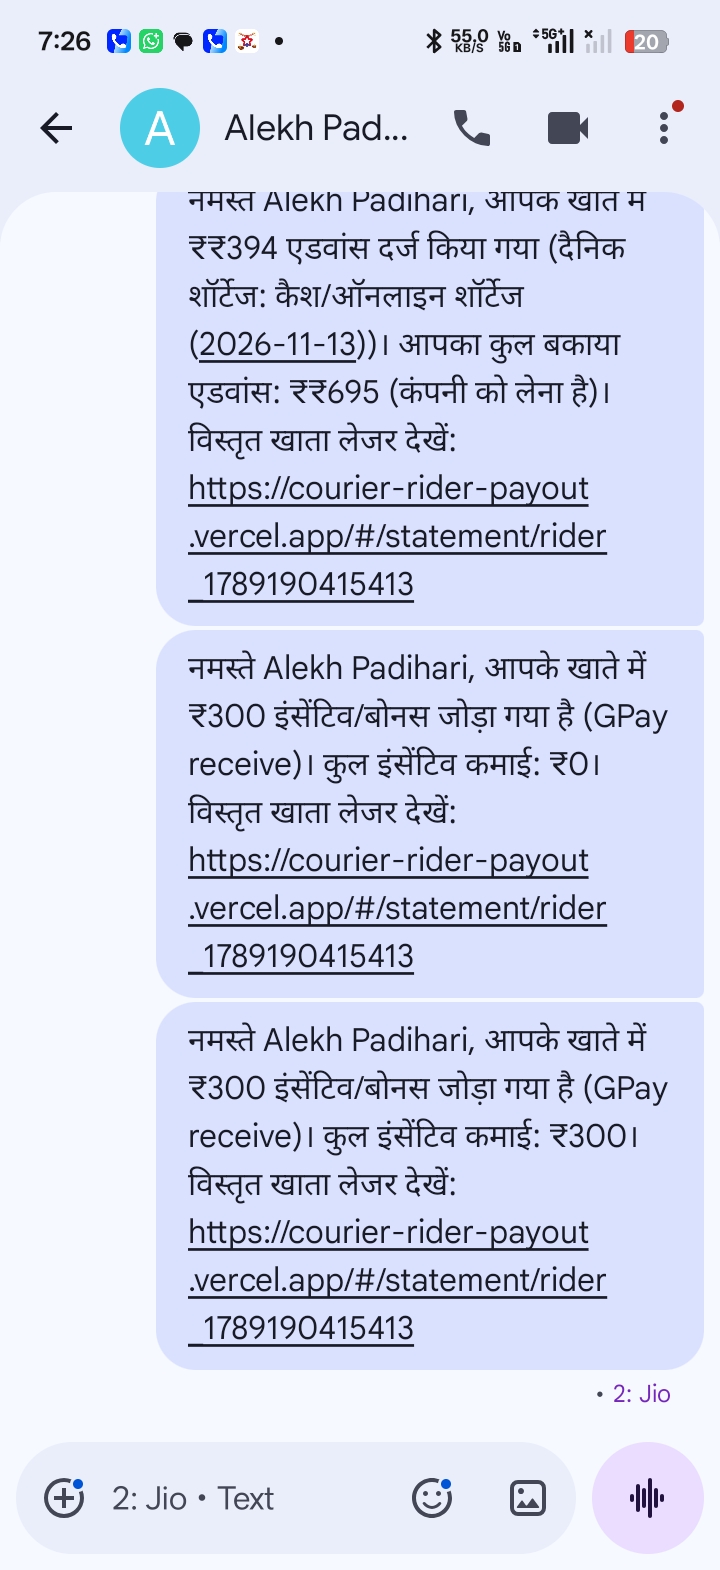 7:26
55.0
KB/S
Vo
5G
5G+
20
A
Alekh Pad...
नमस्ते Alekh Padihari, आपके खाते में
₹₹394 एडवांस दर्ज किया गया (दैनिक
शॉर्टेज: कैश/ऑनलाइन शॉर्टेज
(2026-11-13))। आपका कुल बकाया
एडवांस: ₹₹695 (कंपनी को लेना है)।
विस्तृत खाता लेजर देखें:
https://courier-rider-payout
.vercel.app/#/statement/rider
_1789190415413
नमस्ते Alekh Padihari, आपके खाते में
₹300 इंसेंटिव/बोनस जोड़ा गया है (GPay
receive)। कुल इंसेंटिव कमाई: ₹0।
विस्तृत खाता लेजर देखें:
https://courier-rider-payout
.vercel.app/#/statement/rider
_1789190415413
नमस्ते Alekh Padihari, आपके खाते में
₹300 इंसेंटिव/बोनस जोड़ा गया है (GPay
receive)। कुल इंसेंटिव कमाई: ₹300।
विस्तृत खाता लेजर देखें:
https://courier-rider-payout
.vercel.app/#/statement/rider
_1789190415413
• 2: Jio
2: Jio • Text